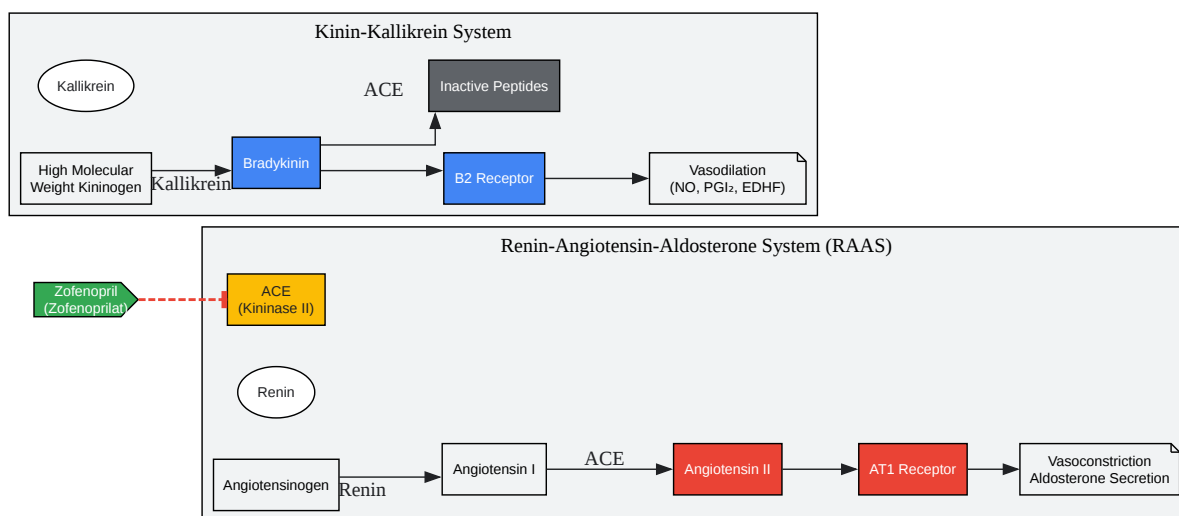 Kinin-Kallikrein System
Kallikrein
ACE
Inactive Peptides
High Molecular
Weight Kininogen
Kallikrein
Bradykinin
B2 Receptor
Vasodilation
(NO, PGI₂, EDHF)
Renin-Angiotensin-Aldosterone System (RAAS)
Zofenopril
(Zofenoprilat)
ACE
(Kininase II)
Renin
Angiotensinogen
Renin
Angiotensin I
ACE
Angiotensin II
AT1 Receptor
Vasoconstriction
Aldosterone Secretion